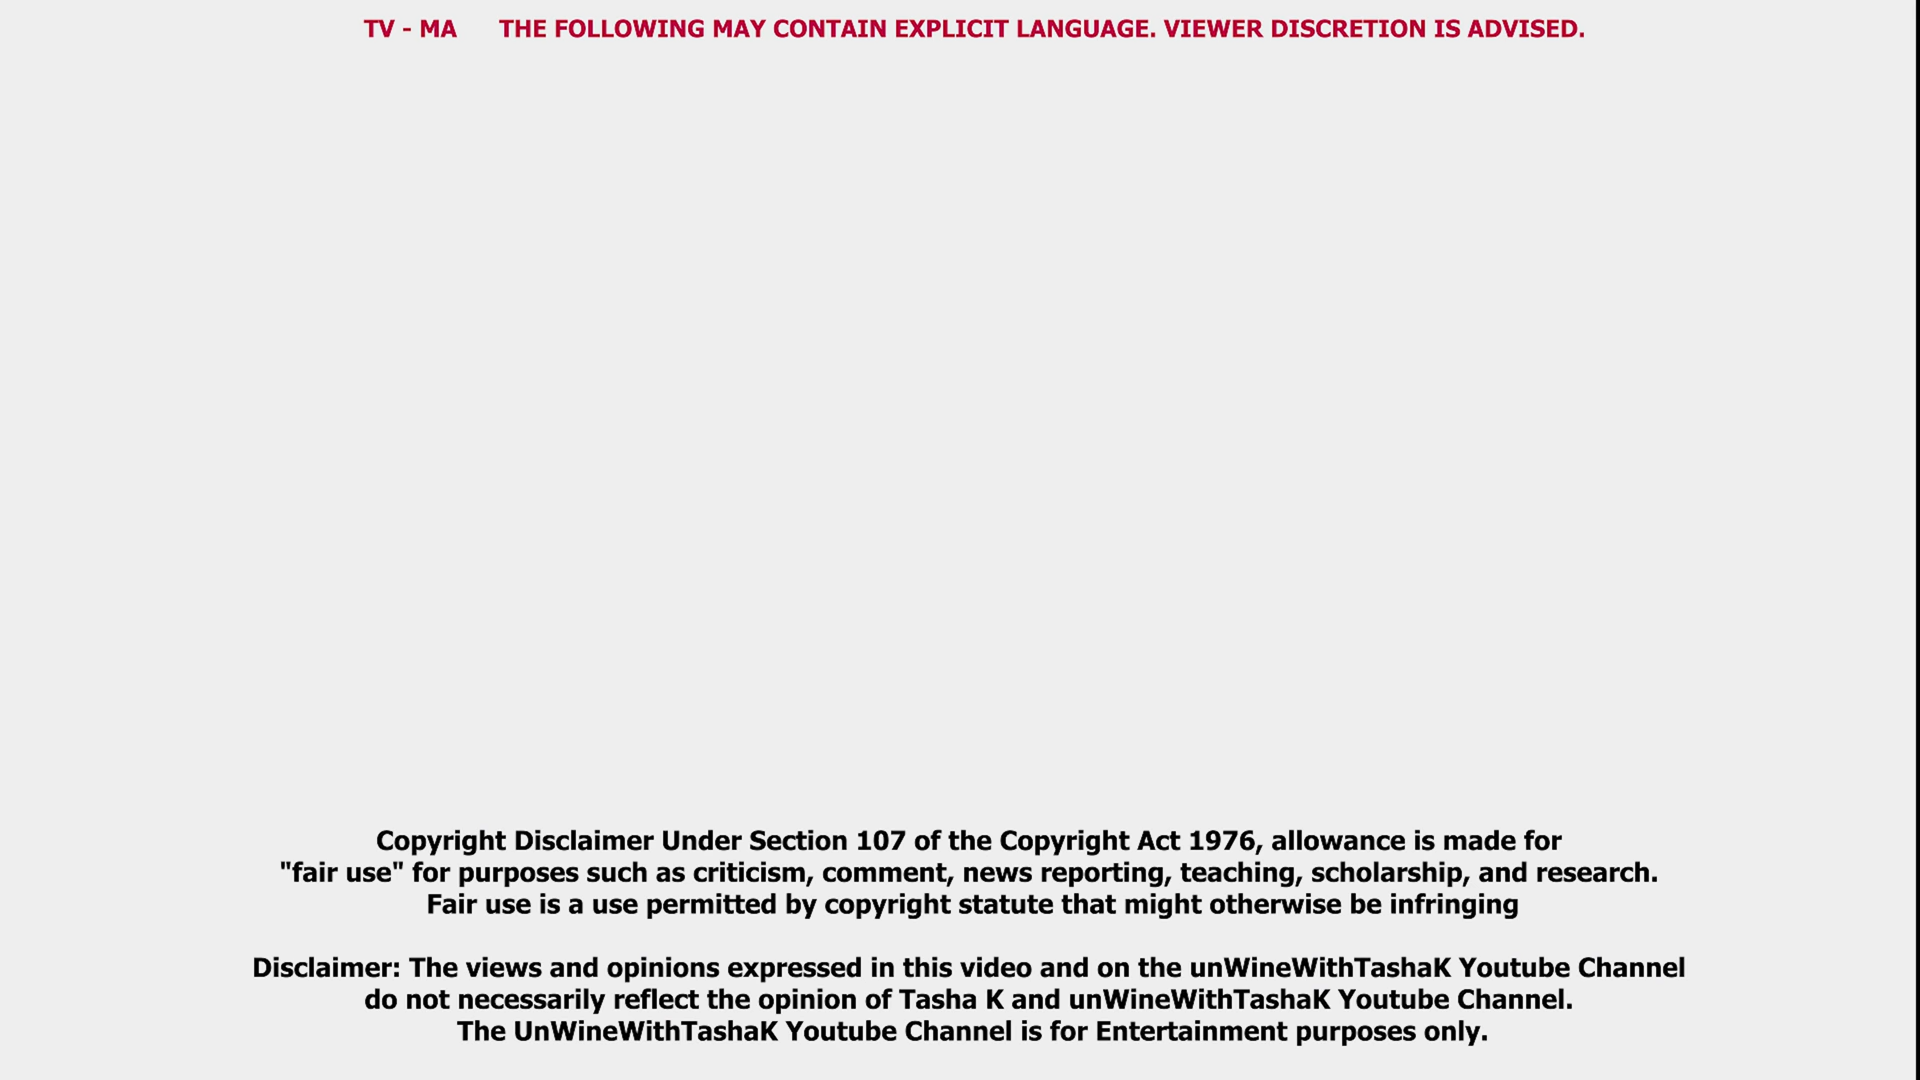 TV - MA THE FOLLOWING MAY CONTAIN EXPLICIT LANGUAGE. VIEWER DISCRETION IS ADVISED.
Copyright Disclaimer Under Section 107 of the Copyright Act 1976, allowance is made for
"fair use" for purposes such as criticism, comment, news reporting, teaching, scholarship, and research.
Fair use is a use permitted by copyright statute that might otherwise be infringing
Disclaimer: The views and opinions expressed in this video and on the unWineWithTashaK Youtube Channel
do not necessarily reflect the opinion of Tasha K and unWineWithTashaK Youtube Channel.
The UnWineWithTashaK Youtube Channel is for Entertainment purposes only.